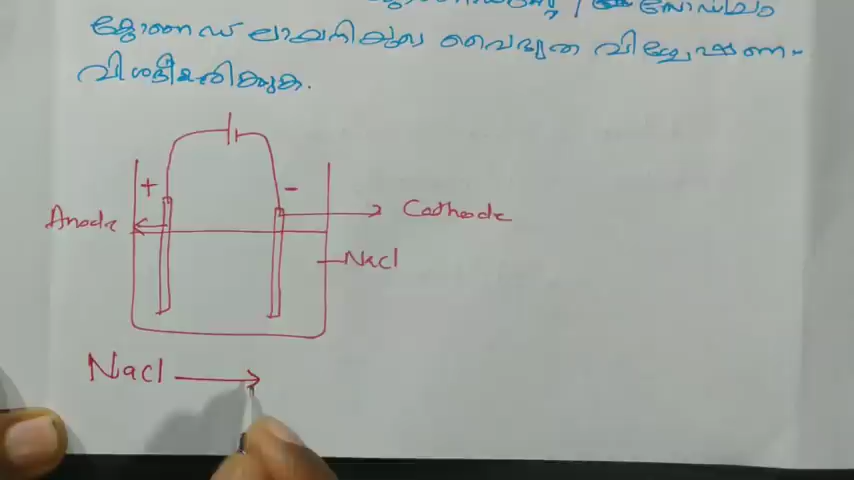 സോഡിയം
ക്ലോറൈഡ് ലായനിയുടെ വൈദ്യുത വിശ്ലേഷണം
വിശദീകരിക്കുക.
+
-
Anode
Cathode
Nacl
Nacl